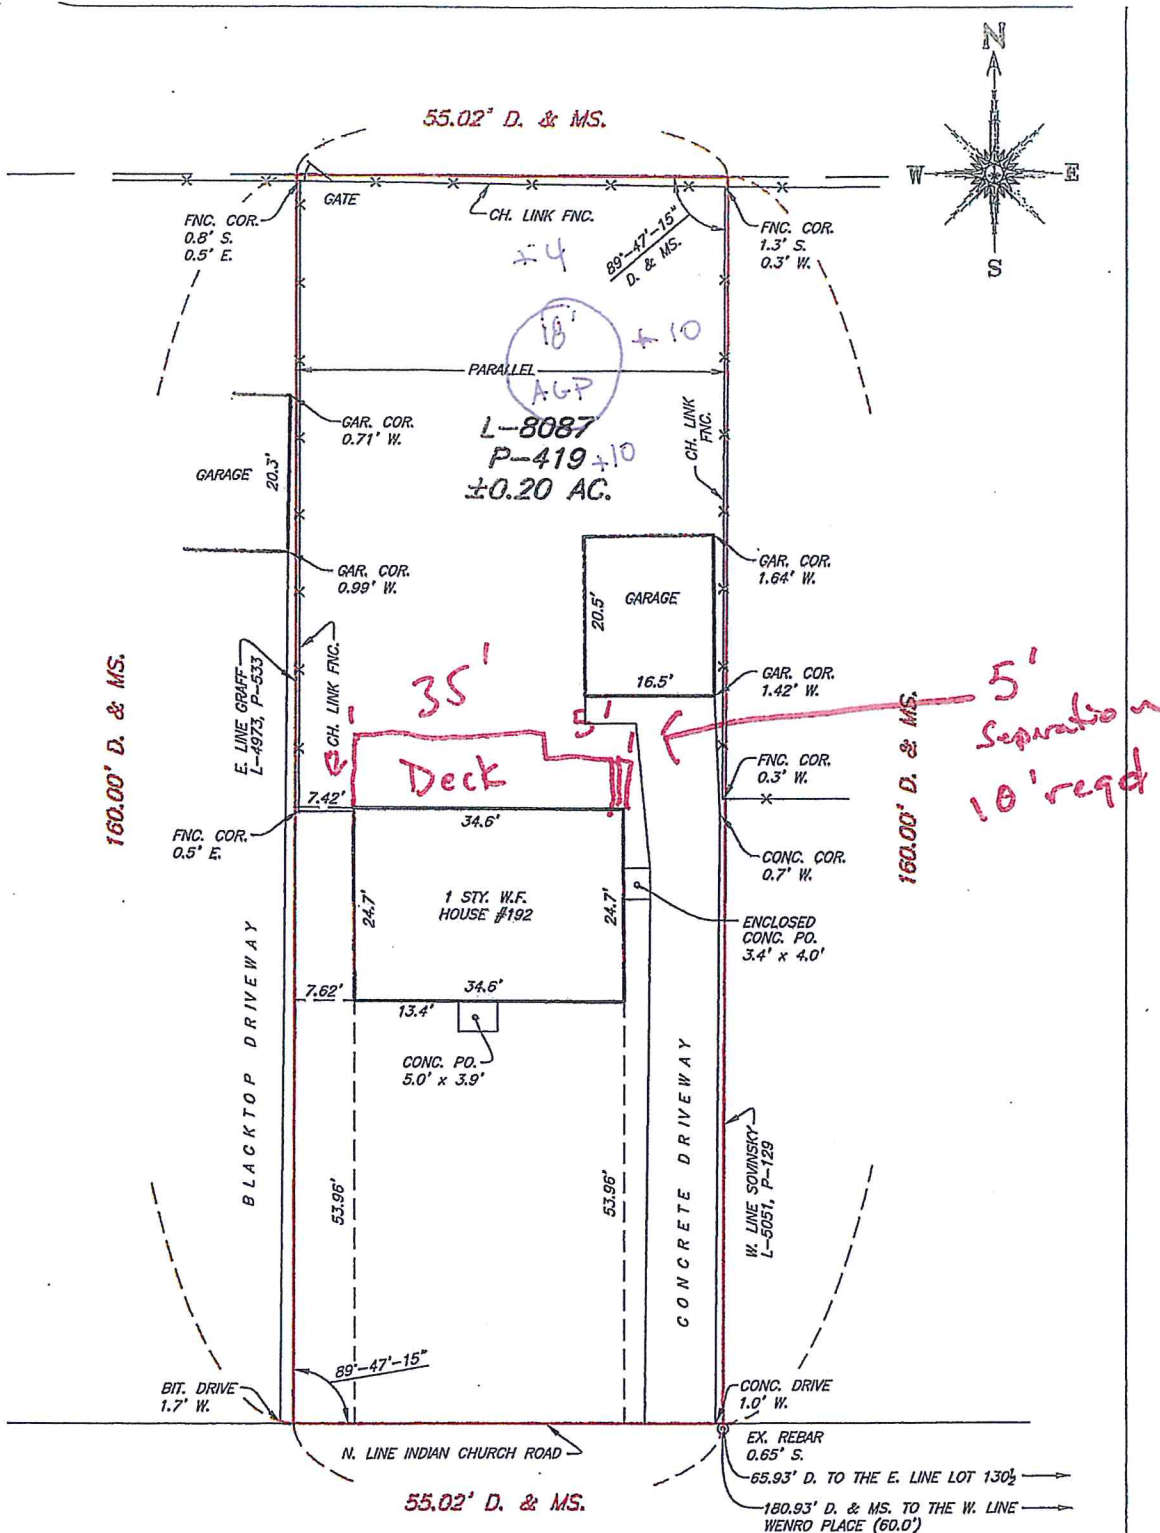 N
W
E
S
55.02' D. & MS.
GATE
CH. LINK FNC.
FNC. COR.
0.8' S.
0.5' E.
89°-47'-15"
D. & MS.
FNC. COR.
1.3' S.
0.3' W.
±4
18'
+10
PARALLEL
AGP
GAR. COR.
0.71' W.
L-8087
P-419 +10
±0.20 AC.
CH. LINK
FNC.
GARAGE
20.3'
GAR. COR.
0.99' W.
GAR. COR.
1.64' W.
GARAGE
20.5'
16.5'
GAR. COR.
1.42' W.
E. LINE GRAFF
L-4973, P-533
CH. LINK FNC.
160.00' D. & MS.
35'
5'
5'
Separation
10' reqd
Deck
160.00' D. & MS.
FNC. COR.
0.3' W.
7.42'
34.6'
FNC. COR.
0.5' E.
CONC. COR.
0.7' W.
1 STY. W.F.
HOUSE #192
24.7'
24.7'
ENCLOSED
CONC. PO.
3.4' x 4.0'
7.62'
34.6'
13.4'
CONC. PO.
5.0' x 3.9'
BLACKTOP DRIVEWAY
CONCRETE DRIVEWAY
53.96'
53.96'
W. LINE SOVINSKY
L-5051, P-129
89°-47'-15"
BIT. DRIVE
1.7' W.
CONC. DRIVE
1.0' W.
N. LINE INDIAN CHURCH ROAD
EX. REBAR
0.65' S.
65.93' D. TO THE E. LINE LOT 130½
55.02' D. & MS.
180.93' D. & MS. TO THE W. LINE
WENRO PLACE (60.0')